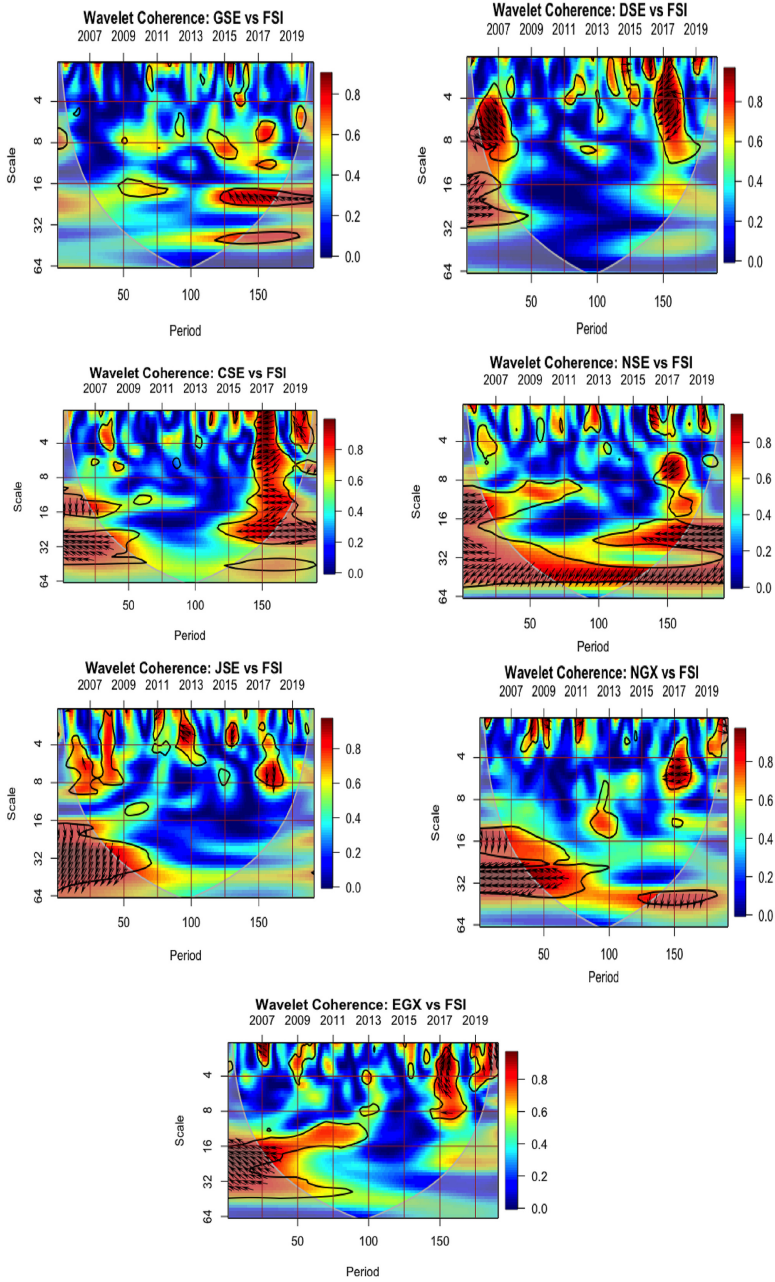 Wavelet Coherence: GSE vs FSI
2007 2009 2011 2013 2015 2017 2019
Scale
4
8
16
32
64
0.8
0.6
0.4
0.2
0.0
50 150
Period
Wavelet Coherence: DSE vs FSI
2007 2009 2011 2013 2015 2017 2019
Scale
4
8
16
32
64
0.8
0.6
0.4
0.2
0.0
50 100 150
Period
Wavelet Coherence: CSE vs FSI
2007 2009 2011 2013 2015 2017 2019
Scale
4
8
16
32
64
0.8
0.6
0.4
0.2
0.0
50 100 150
Period
Wavelet Coherence: NSE vs FSI
2007 2009 2011 2013 2015 2017 2019
Scale
4
8
16
32
64
0.8
0.6
0.4
0.2
0.0
50 100 150
Period
Wavelet Coherence: JSE vs FSI
2007 2009 2011 2013 2015 2017 2019
Scale
4
8
16
32
64
0.8
0.6
0.4
0.2
0.0
50 150
Period
Wavelet Coherence: NGX vs FSI
2007 2009 2011 2013 2015 2017 2019
Scale
4
8
16
32
64
0.8
0.6
0.4
0.2
0.0
50 100 150
Period
Wavelet Coherence: EGX vs FSI
2007 2009 2011 2013 2015 2017 2019
Scale
4
8
16
32
64
0.8
0.6
0.4
0.2
0.0
50 100 150
Period